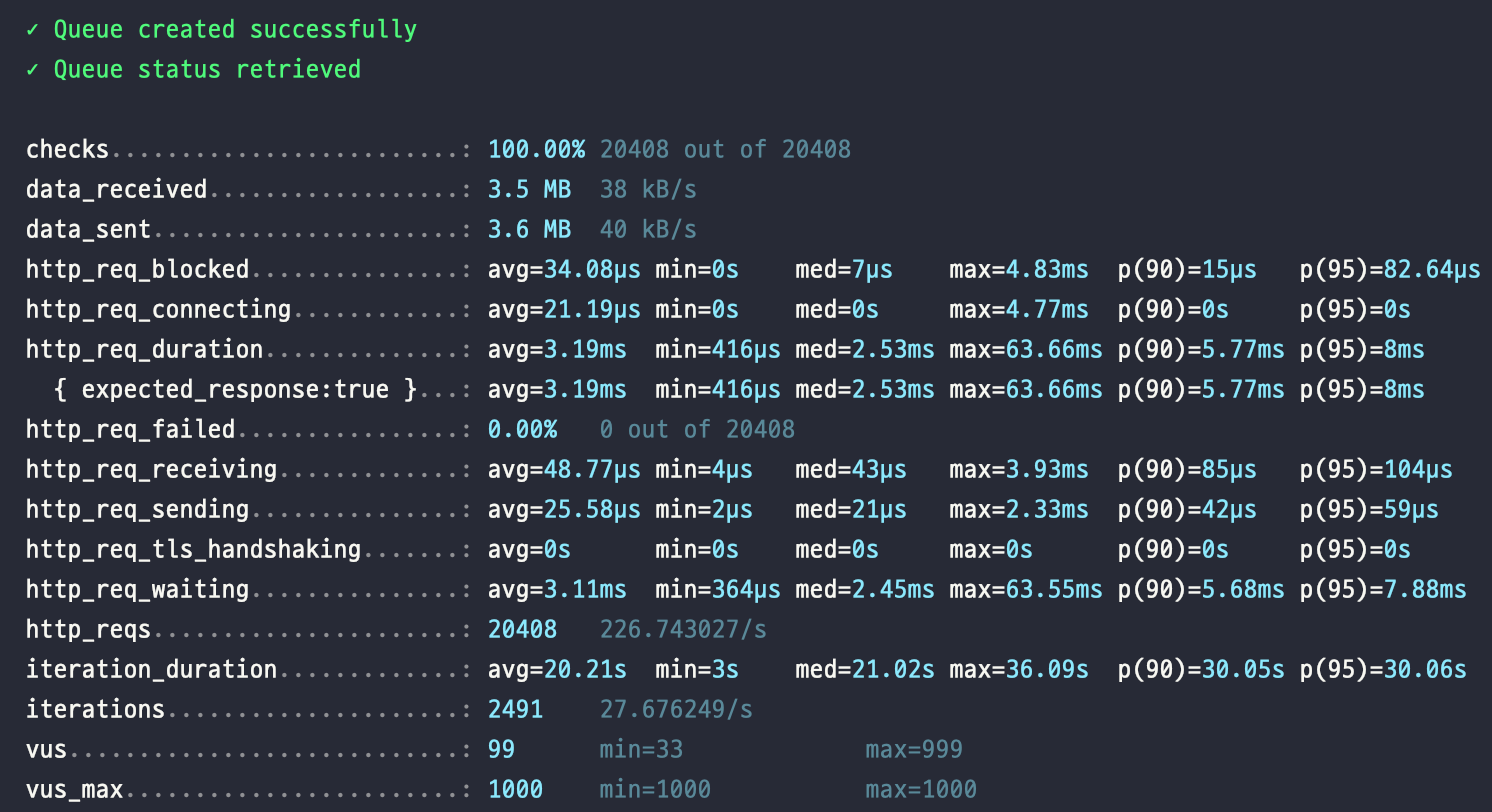 ✓ Queue created successfully
✓ Queue status retrieved
checks.........................: 100.00% 20408 out of 20408
data_received..................: 3.5 MB 38 kB/s
data_sent......................: 3.6 MB 40 kB/s
http_req_blocked...............: avg=34.08µs min=0s med=7µs max=4.83ms p(90)=15µs p(95)=82.64µs
http_req_connecting............: avg=21.19µs min=0s med=0s max=4.77ms p(90)=0s p(95)=0s
http_req_duration..............: avg=3.19ms min=416µs med=2.53ms max=63.66ms p(90)=5.77ms p(95)=8ms
{ expected_response:true }...: avg=3.19ms min=416µs med=2.53ms max=63.66ms p(90)=5.77ms p(95)=8ms
http_req_failed................: 0.00% 0 out of 20408
http_req_receiving.............: avg=48.77µs min=4µs med=43µs max=3.93ms p(90)=85µs p(95)=104µs
http_req_sending...............: avg=25.58µs min=2µs med=21µs max=2.33ms p(90)=42µs p(95)=59µs
http_req_tls_handshaking.......: avg=0s min=0s med=0s max=0s p(90)=0s p(95)=0s
http_req_waiting...............: avg=3.11ms min=364µs med=2.45ms max=63.55ms p(90)=5.68ms p(95)=7.88ms
http_reqs......................: 20408 226.743027/s
iteration_duration.............: avg=20.21s min=3s med=21.02s max=36.09s p(90)=30.05s p(95)=30.06s
iterations.....................: 2491 27.676249/s
vus............................: 99 min=33 max=999
vus_max........................: 1000 min=1000 max=1000